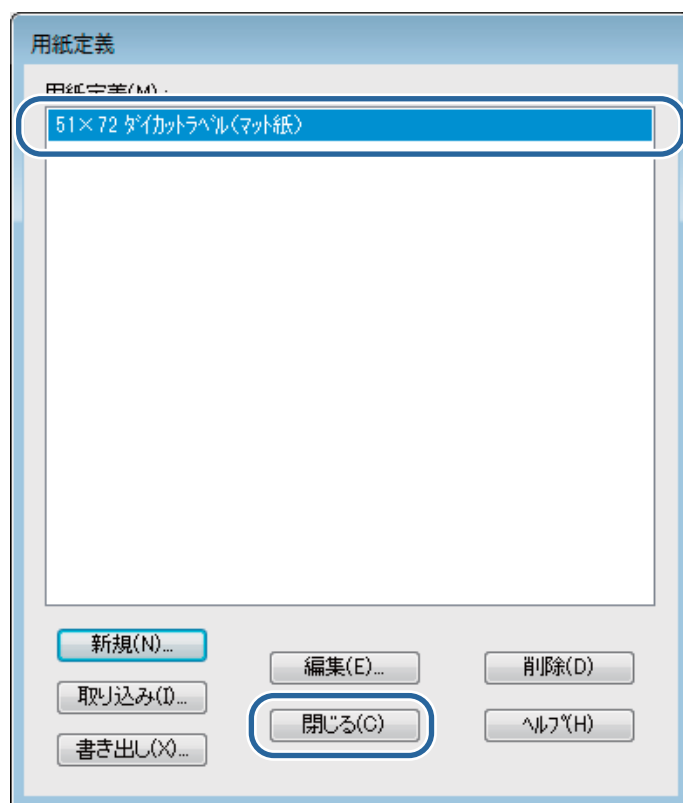 用紙定義
用紙定義(M) :
51×72 ﾀﾞｲｶｯﾄﾗﾍﾞﾙ(ﾏｯﾄ紙)
新規(N)...
編集(E)...
削除(D)
取り込み(I)...
閉じる(C)
ﾍﾙﾌﾟ(H)
書き出し(X)...